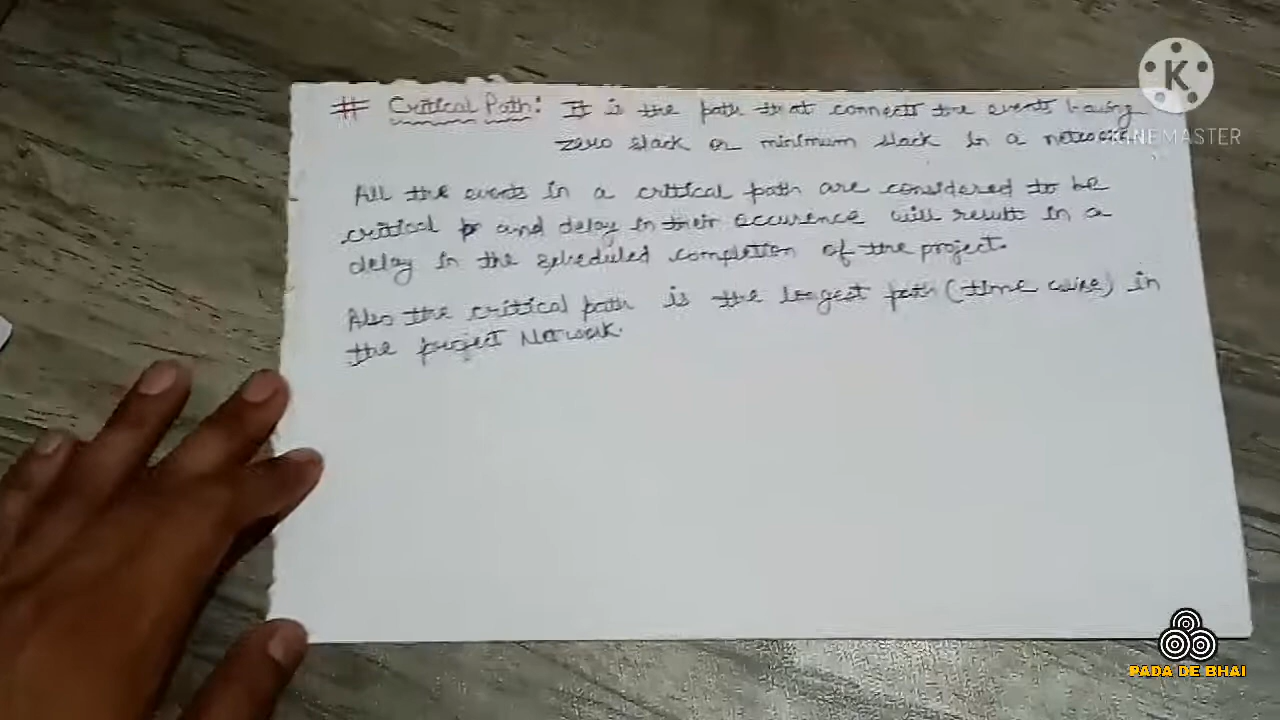 # Critical Path: It is the path that connects the events having
zero slack or minimum slack in a network.
All the events in a critical path are considered to be
critical and delay in their occurence will result in a
delay in the scheduled completion of the project.
Also the critical path is the longest path (time wise) in
the project Network.
K
KINEMASTER
PADA DE BHAI